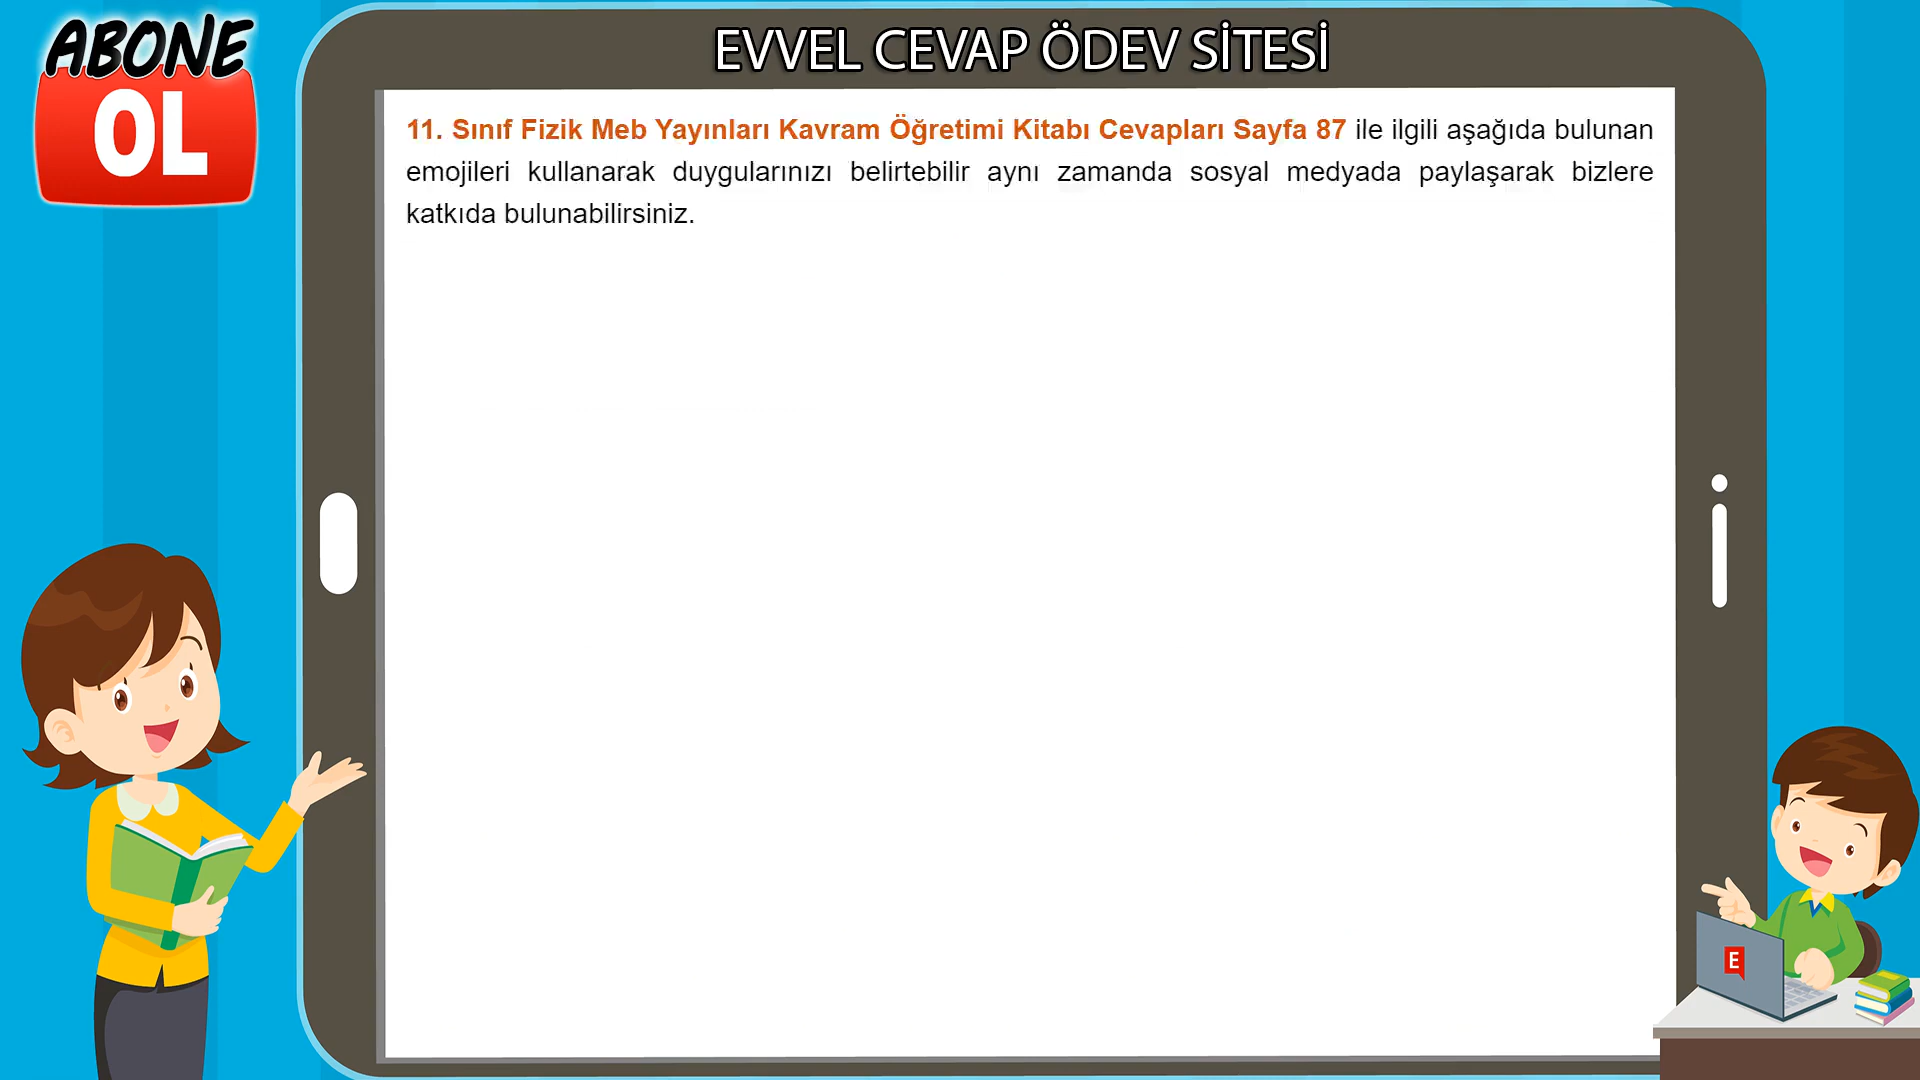 ABONE
OL
EVVEL CEVAP ÖDEV SİTESİ
11. Sınıf Fizik Meb Yayınları Kavram Öğretimi Kitabı Cevapları Sayfa 87 ile ilgili aşağıda bulunan
emojileri kullanarak duygularınızı belirtebilir aynı zamanda sosyal medyada paylaşarak bizlere
katkıda bulunabilirsiniz.
E